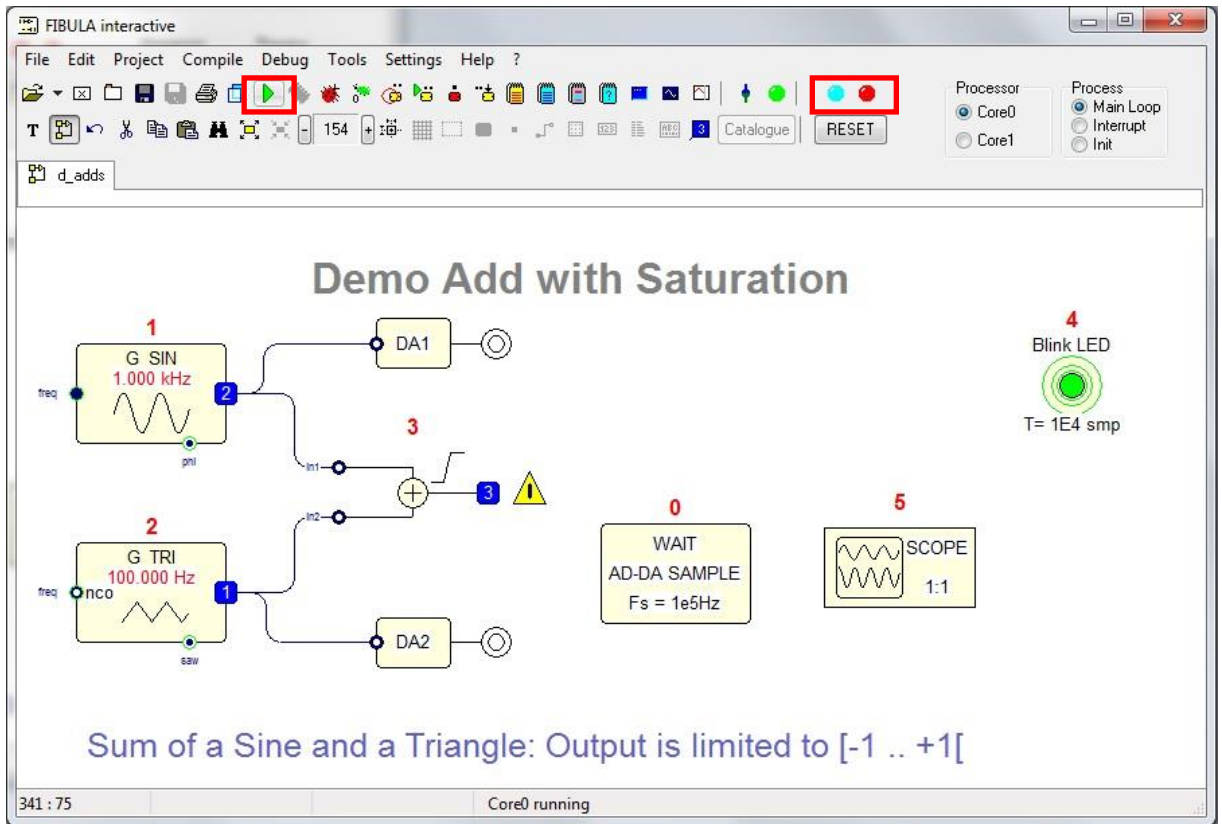 FIBULA interactive
File Edit Project Compile Debug Tools Settings Help ?
Processor
Core0
Core1
Process
Main Loop
Interrupt
Init
T
- 154 +
123
ABC
3
Catalogue
RESET
d_adds
Demo Add with Saturation
1
G SIN
1.000 kHz
freq
2
phi
DA1
3
in1
in2
3
2
G TRI
100.000 Hz
freq
nco
1
saw
DA2
0
WAIT
AD-DA SAMPLE
Fs = 1e5Hz
4
Blink LED
T= 1E4 smp
5
SCOPE
1:1
Sum of a Sine and a Triangle: Output is limited to [-1 .. +1[
341 : 75
Core0 running